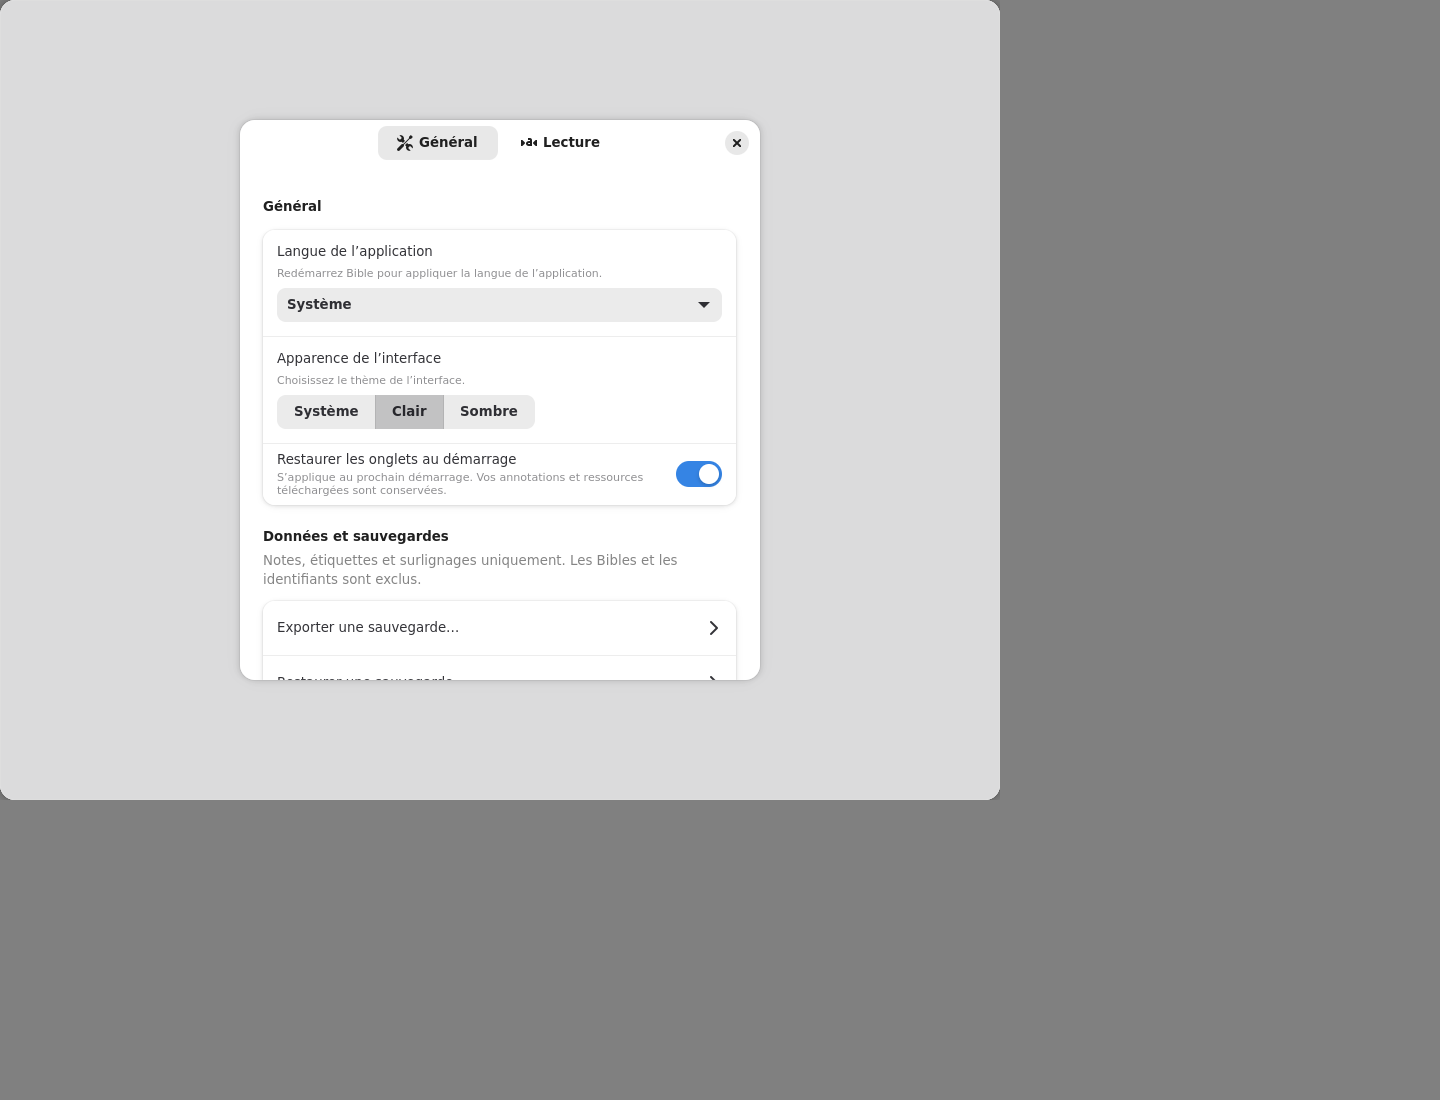 Général
Lecture
Général
Langue de l’application
Redémarrez Bible pour appliquer la langue de l’application.
Système
Apparence de l’interface
Choisissez le thème de l’interface.
Système
Clair
Sombre
Restaurer les onglets au démarrage
S’applique au prochain démarrage. Vos annotations et ressources
téléchargées sont conservées.
Données et sauvegardes
Notes, étiquettes et surlignages uniquement. Les Bibles et les
identifiants sont exclus.
Exporter une sauvegarde…
Restaurer une sauvegarde